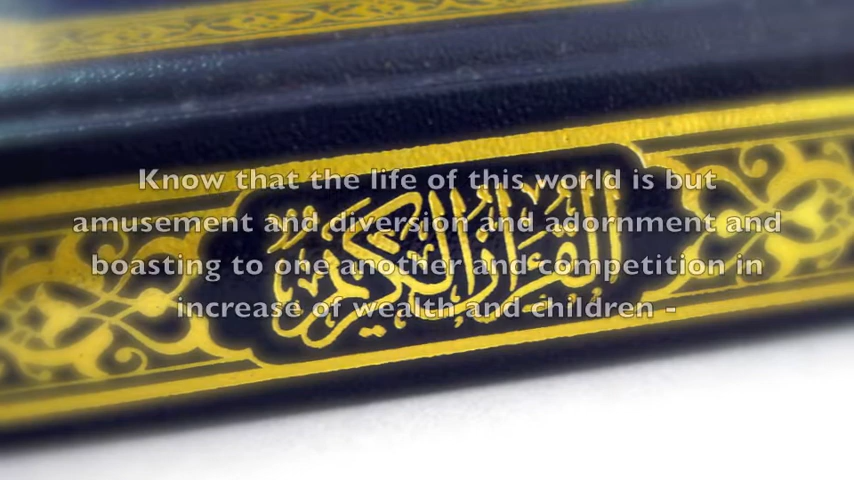 Know that the life of this world is but
amusement and diversion and adornment and
boasting to one another and competition in
increase of wealth and children -
القرآن الكريم